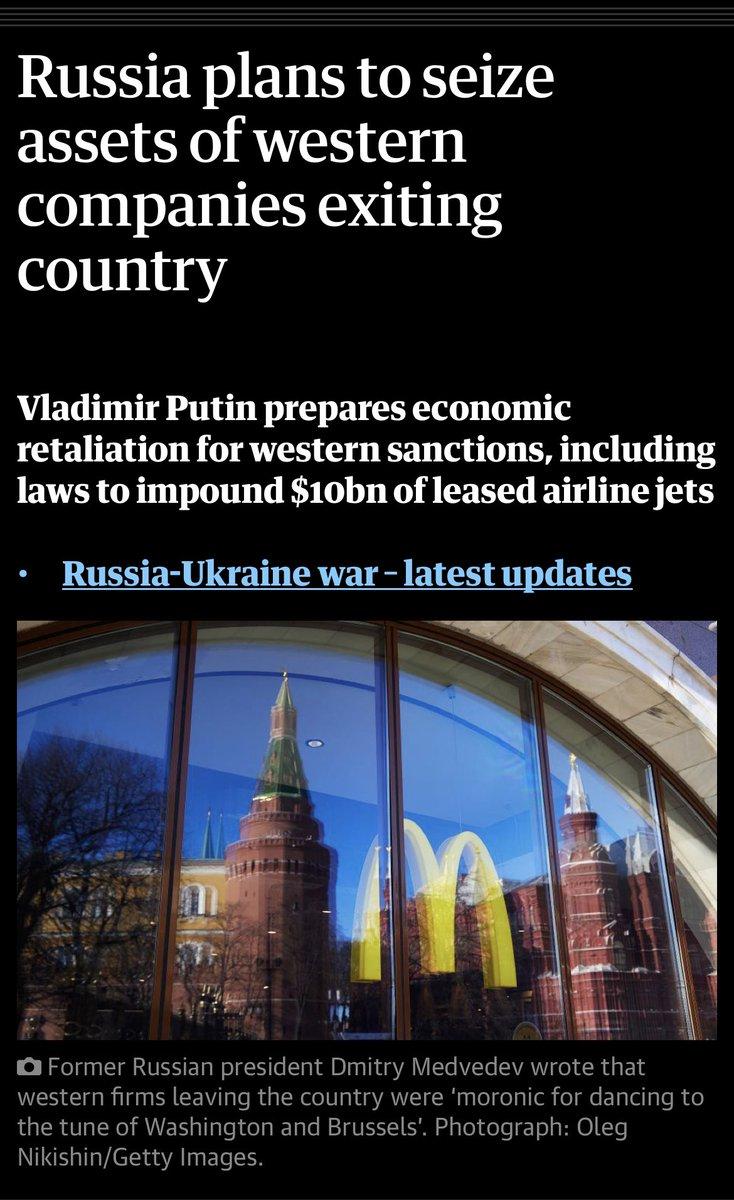 Russia plans to seize
assets of western
companies exiting
country
Vladimir Putin prepares economic
retaliation for western sanctions, including
laws to impound $10bn of leased airline jets
• Russia-Ukraine war – latest updates
Former Russian president Dmitry Medvedev wrote that
western firms leaving the country were ‘moronic for dancing to
the tune of Washington and Brussels’. Photograph: Oleg
Nikishin/Getty Images.